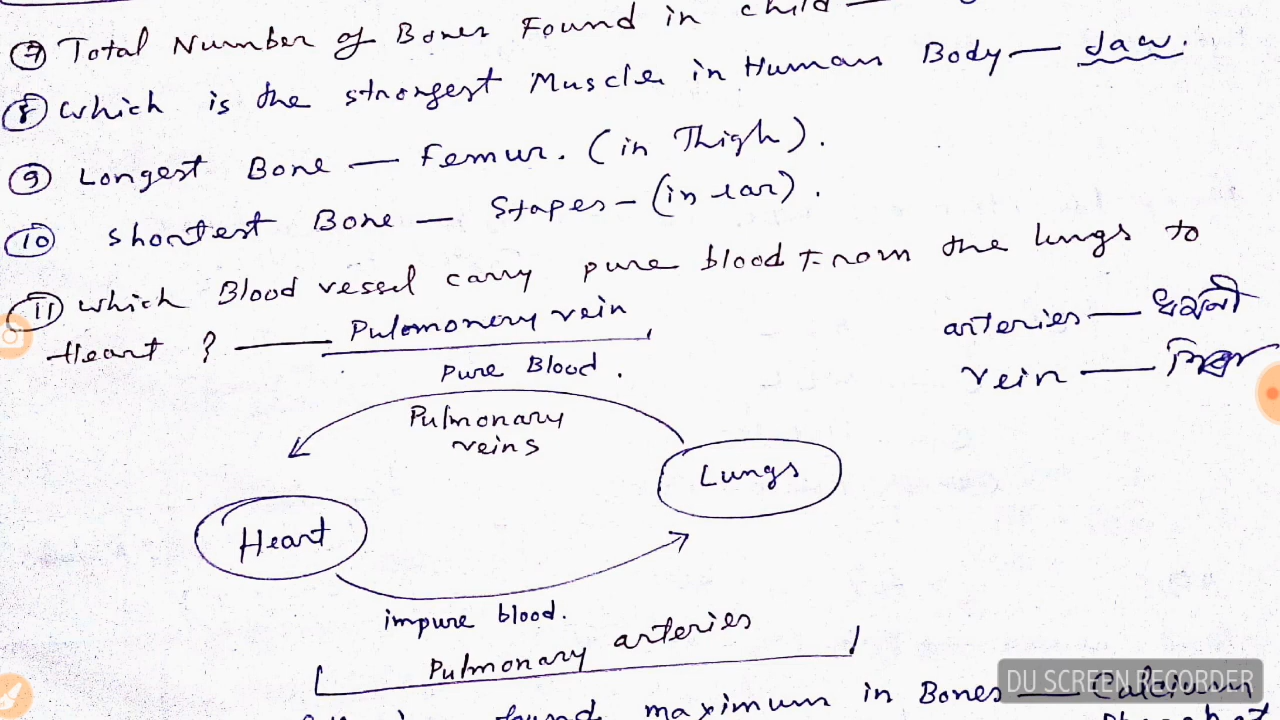 ⑦ Total Number of Bones Found in child —
⑧ Which is the strongest Muscle in Human Body — Jaw.
⑨ Longest Bone — Femur. (in Thigh).
⑩ Shortest Bone — Stapes - (in ear).
⑪ which Blood vessel carry pure blood From the lungs to
Heart ? —— Pulomonery vein
arteries — ধমনী
Pure Blood.
vein — শিরা
Pulmonary
veins
Lungs
Heart
impure blood.
Pulmonary arteries
found maximum in Bones — Calcium
DU SCREEN RECORDER